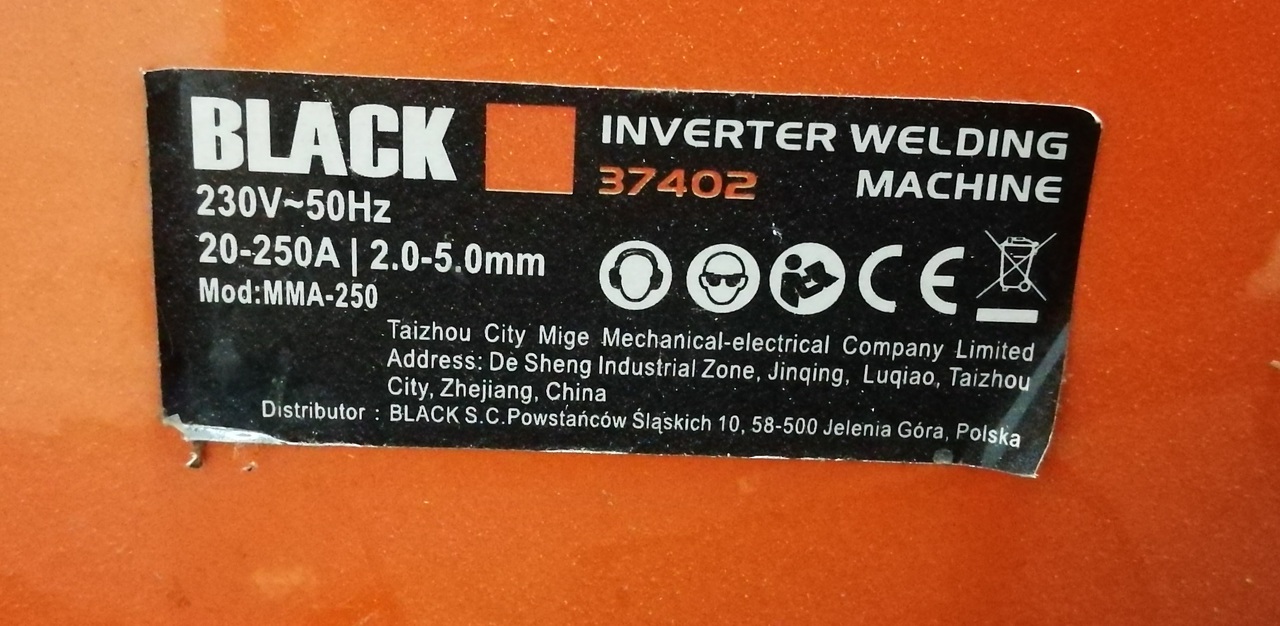 BLACK
INVERTER WELDING
37402 MACHINE
230V~50Hz
20-250A | 2.0-5.0mm
Mod:MMA-250
CE
Taizhou City Mige Mechanical-electrical Company Limited
Address: De Sheng Industrial Zone, Jinqing, Luqiao, Taizhou
City, Zhejiang, China
Distributor : BLACK S.C.Powstańców Śląskich 10, 58-500 Jelenia Góra, Polska